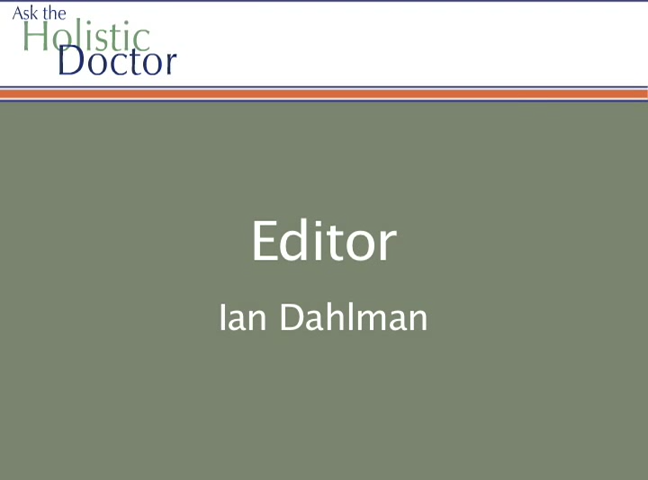 Ask the
Holistic
Doctor
Editor
Ian Dahlman